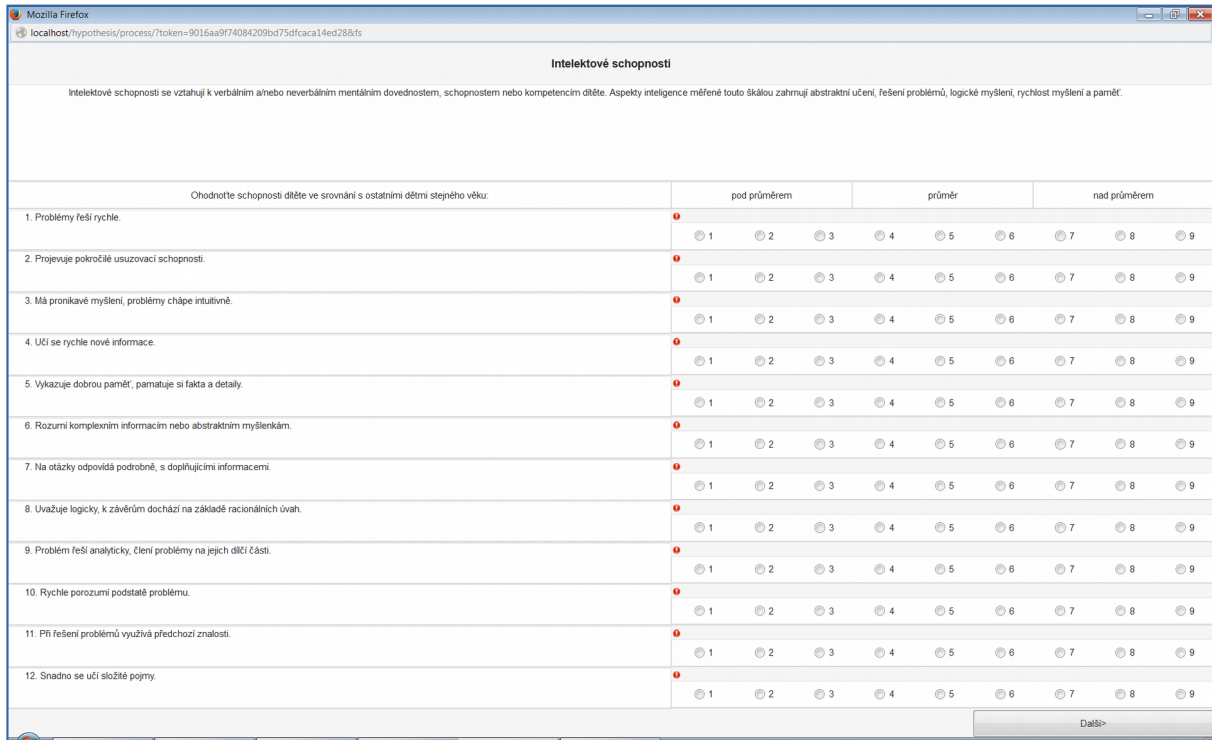 Mozilla Firefox
localhost/hypothesis/process/?token=9016aa9f74084209bd75dfcaca14ed28&fs
Intelektové schopnosti
Intelektové schopnosti se vztahují k verbálním a/nebo neverbálním mentálním dovednostem, schopnostem nebo kompetencím dítěte. Aspekty inteligence měřené touto škálou zahrnují abstraktní učení, řešení problémů, logické myšlení, rychlost myšlení a paměť.
Ohodnoťte schopnosti dítěte ve srovnání s ostatními dětmi stejného věku: pod průměrem průměr nad průměrem
1. Problémy řeší rychle.
1 2 3 4 5 6 7 8 9
2. Projevuje pokročilé usuzovací schopnosti.
1 2 3 4 5 6 7 8 9
3. Má pronikavé myšlení, problémy chápe intuitivně.
1 2 3 4 5 6 7 8 9
4. Učí se rychle nové informace.
1 2 3 4 5 6 7 8 9
5. Vykazuje dobrou paměť, pamatuje si fakta a detaily.
1 2 3 4 5 6 7 8 9
6. Rozumí komplexním informacím nebo abstraktním myšlenkám.
1 2 3 4 5 6 7 8 9
7. Na otázky odpovídá podrobně, s doplňujícími informacemi.
1 2 3 4 5 6 7 8 9
8. Uvažuje logicky, k závěrům dochází na základě racionálních úvah.
1 2 3 4 5 6 7 8 9
9. Problém řeší analyticky, člení problémy na jejich dílčí části.
1 2 3 4 5 6 7 8 9
10. Rychle porozumí podstatě problému.
1 2 3 4 5 6 7 8 9
11. Při řešení problémů využívá předchozí znalosti.
1 2 3 4 5 6 7 8 9
12. Snadno se učí složité pojmy.
1 2 3 4 5 6 7 8 9
Další>